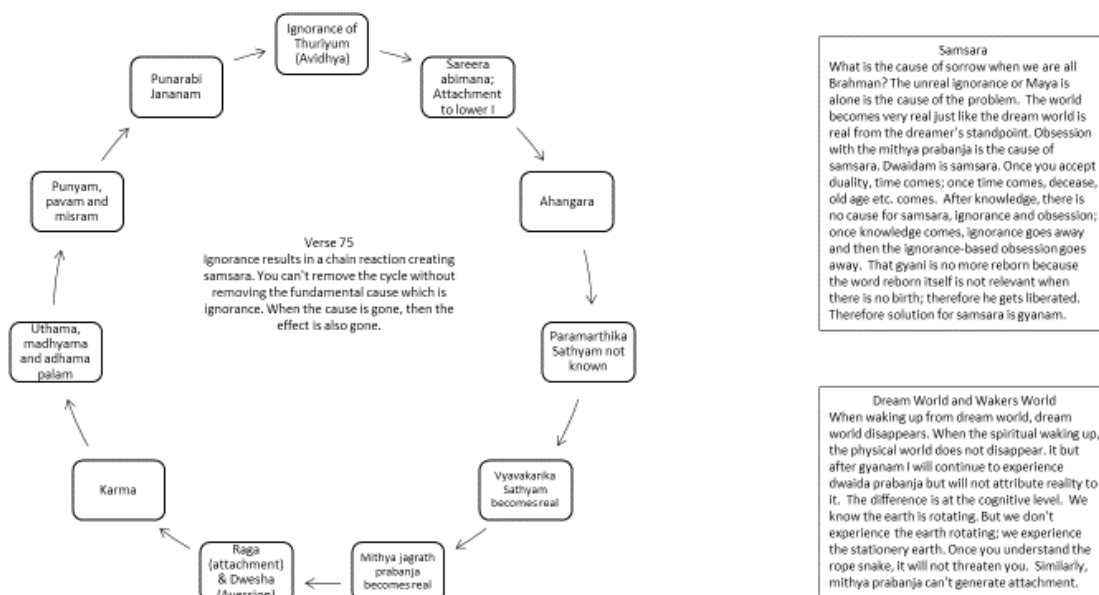 Ignorance of
Thuriyum
(Avidhya)
Sareera
abimana;
Attachment
to lower I
Ahangara
Paramarthika
Sathyam not
known
Vyavakarika
Sathyam
becomes real
Mithya jagrath
prabanja
becomes real
Raga
(attachment)
& Dwesha
(Aversion)
Karma
Uthama,
madhyama
and adhama
palam
Punyam,
pavam and
misram
Punarabi
Jananam
Verse 75
Ignorance results in a chain reaction creating
samsara. You can't remove the cycle without
removing the fundamental cause which is
ignorance. When the cause is gone, then the
effect is also gone.
Samsara
What is the cause of sorrow when we are all
Brahman? The unreal ignorance or Maya is
alone is the cause of the problem. The world
becomes very real just like the dream world is
real from the dreamer's standpoint. Obsession
with the mithya prabanja is the cause of
samsara. Dwaidam is samsara. Once you accept
duality, time comes; once time comes, decease,
old age etc. comes. After knowledge, there is
no cause for samsara, ignorance and obsession;
once knowledge comes, ignorance goes away
and then the ignorance-based obsession goes
away. That gyani is no more reborn because
the word reborn itself is not relevant when
there is no birth; therefore he gets liberated.
Therefore solution for samsara is gyanam.
Dream World and Wakers World
When waking up from dream world, dream
world disappears. When the spiritual waking up,
the physical world does not disappear. it but
after gyanam I will continue to experience
dwaida prabanja but will not attribute reality to
it. The difference is at the cognitive level. We
know the earth is rotating. But we don't
experience the earth rotating; we experience
the stationery earth. Once you understand the
rope snake, it will not threaten you. Similarly,
mithya prabanja can't generate attachment.